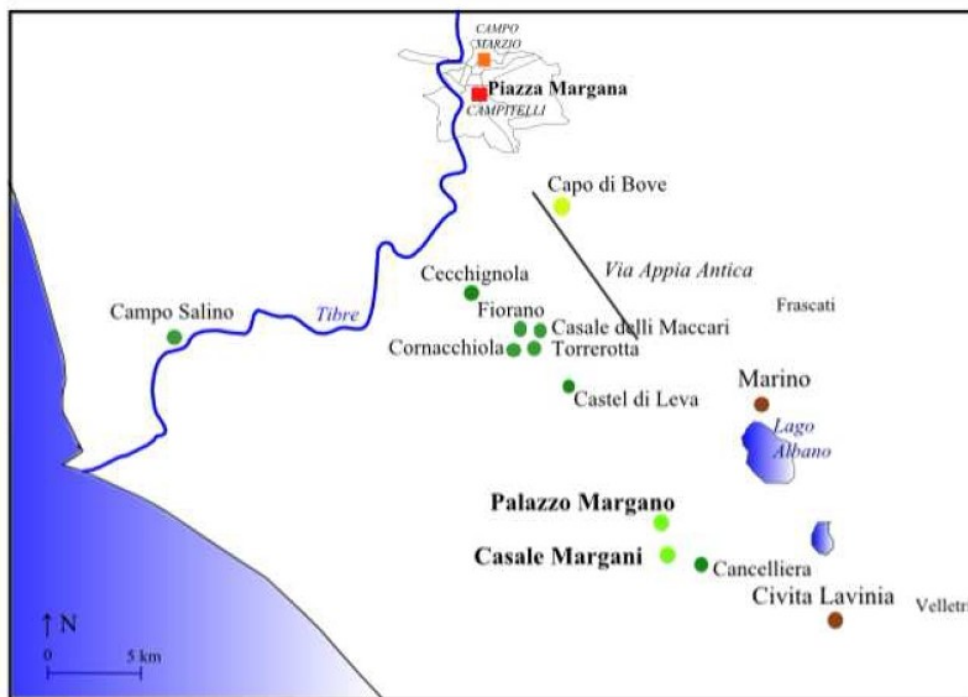 CAMPO
MARZIO
Piazza Margana
CAMPITELLI
Capo di Bove
Via Appia Antica
Cecchignola
Frascati
Campo Salino
Tibre
Fiorano
Casale delli Maccari
Cornacchiola
Torrerotta
Marino
Castel di Leva
Lago
Albano
Palazzo Margano
Casale Margani
Cancelliera
Civita Lavinia
Velletri
N
0 5 km